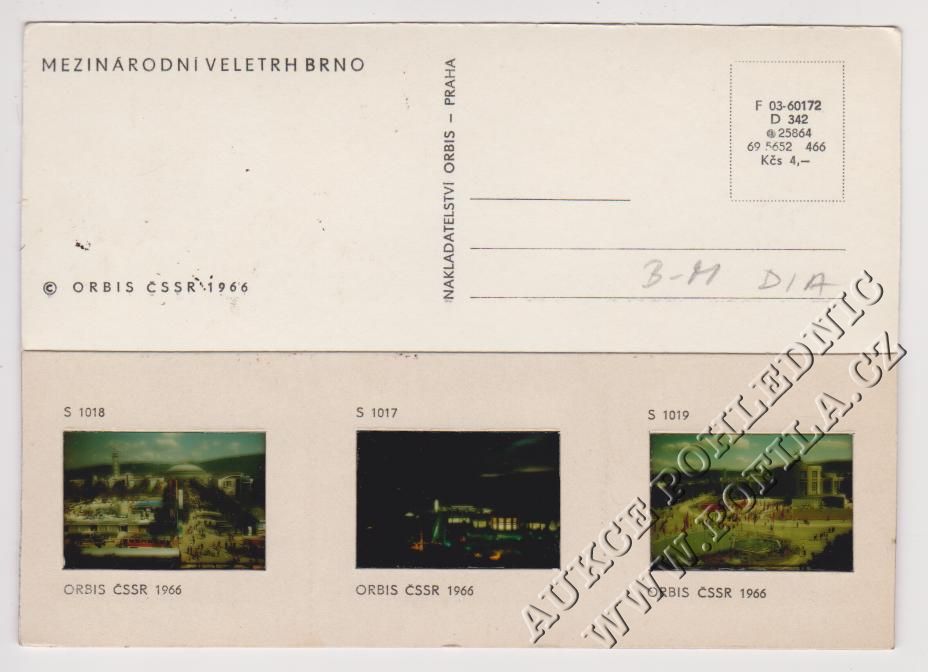 MEZINÁRODNÍ VELETRH BRNO
© ORBIS ČSSR 1966
NAKLADATELSTVÍ ORBIS – PRAHA
F 03-60172
D 342
25864
69 5652 466
Kčs 4,–
B-M DIA
S 1018
S 1017
S 1019
ORBIS ČSSR 1966
ORBIS ČSSR 1966
ORBIS ČSSR 1966
AUKCE POHLEDNIC
WWW.POFILA.CZ